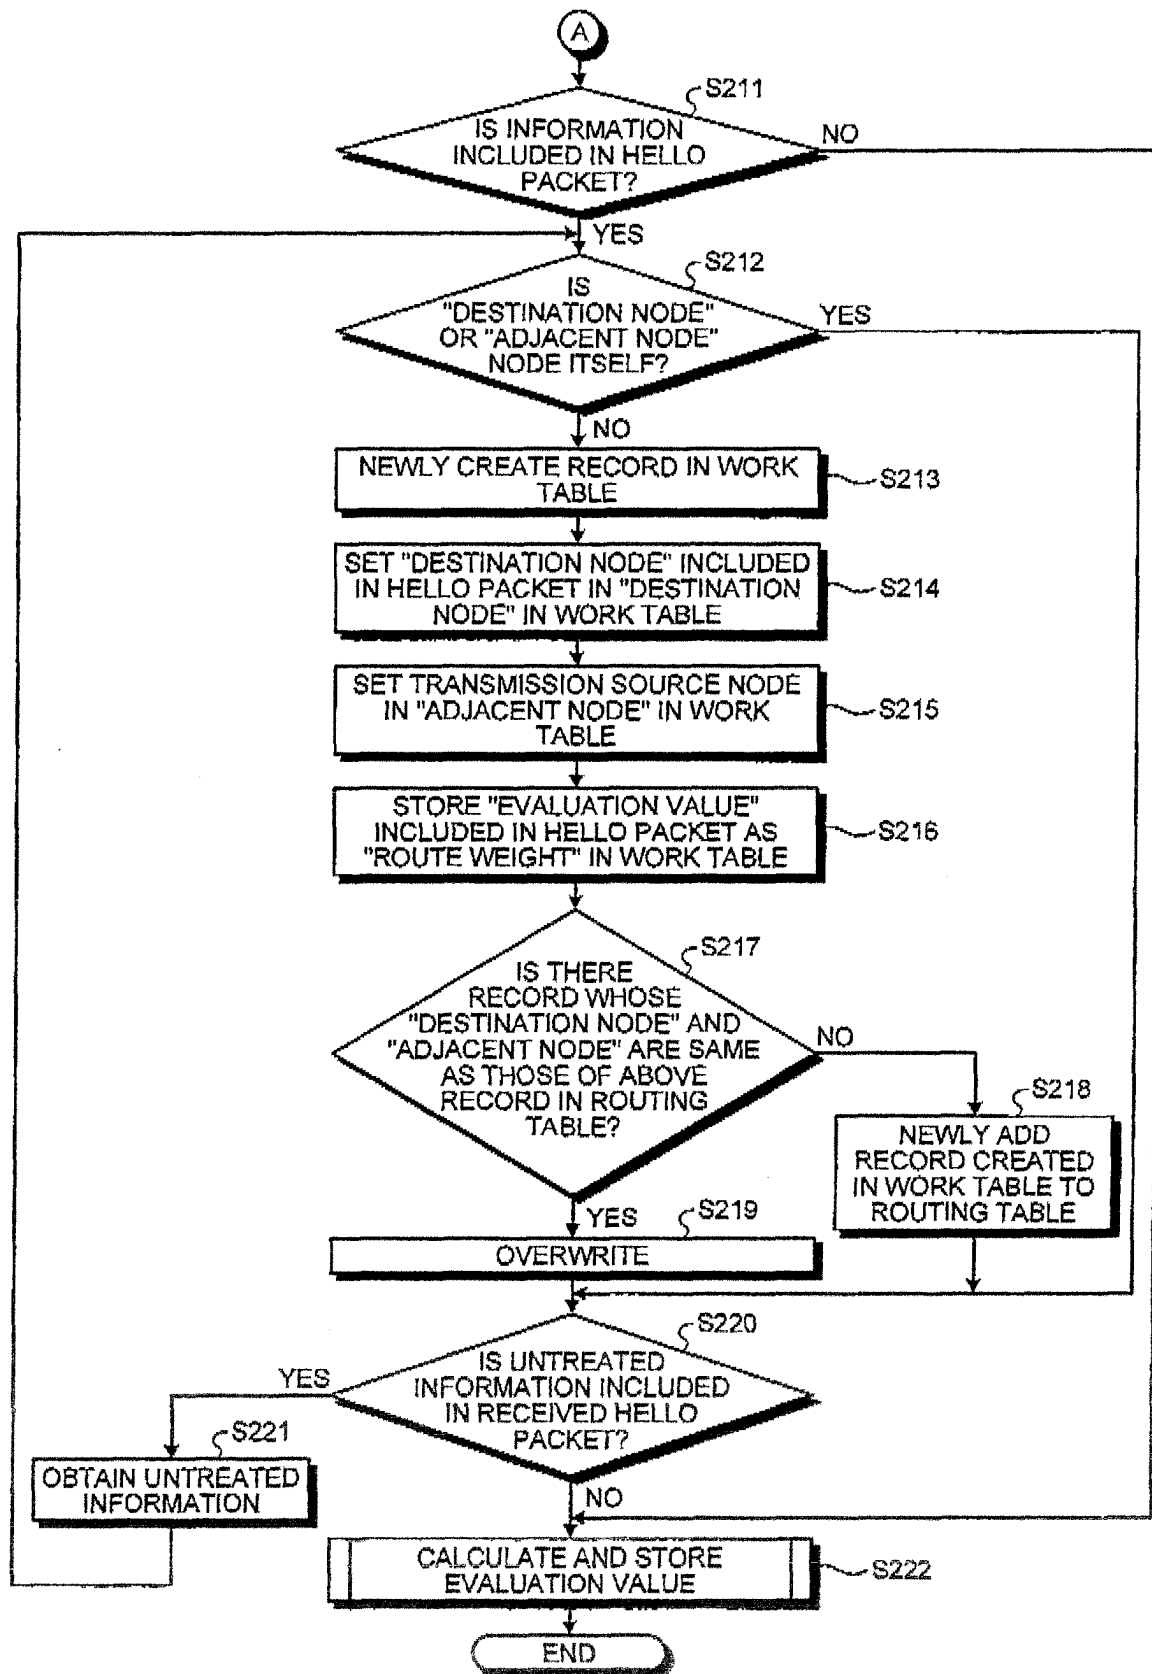 A
S211
IS INFORMATION
INCLUDED IN HELLO
PACKET?
NO
YES
S212
IS
"DESTINATION NODE"
OR "ADJACENT NODE"
NODE ITSELF?
YES
NO
NEWLY CREATE RECORD IN WORK
TABLE
S213
SET "DESTINATION NODE" INCLUDED
IN HELLO PACKET IN "DESTINATION
NODE" IN WORK TABLE
S214
SET TRANSMISSION SOURCE NODE
IN "ADJACENT NODE" IN WORK
TABLE
S215
STORE "EVALUATION VALUE"
INCLUDED IN HELLO PACKET AS
"ROUTE WEIGHT" IN WORK TABLE
S216
S217
IS THERE
RECORD WHOSE
"DESTINATION NODE" AND
"ADJACENT NODE" ARE SAME
AS THOSE OF ABOVE
RECORD IN ROUTING
TABLE?
NO
S218
NEWLY ADD
RECORD CREATED
IN WORK TABLE TO
ROUTING TABLE
YES
S219
OVERWRITE
S220
IS UNTREATED
INFORMATION INCLUDED
IN RECEIVED HELLO
PACKET?
YES
S221
OBTAIN UNTREATED
INFORMATION
NO
CALCULATE AND STORE
EVALUATION VALUE
S222
END